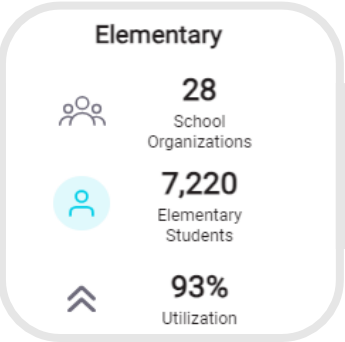 Elementary
28
School
Organizations
7,220
Elementary
Students
93%
Utilization